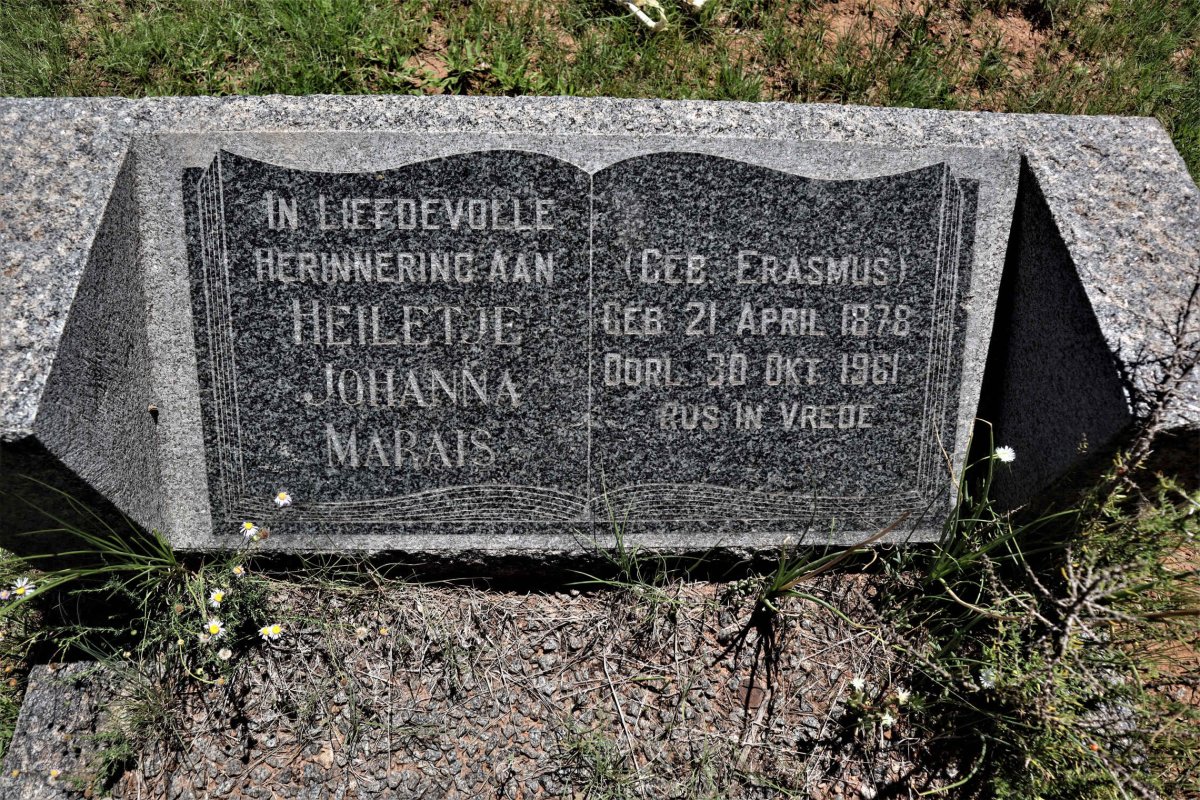 In Liefdevolle
Herinnering Aan
Heiletje
Johanna
Marais
(Geb. Erasmus)
Geb. 21 April 1878
Oorl. 30 Okt. 1961
Rus In Vrede